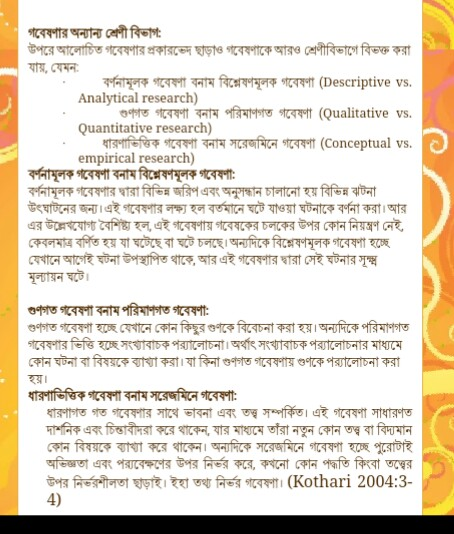 গবেষণার অন্যান্য শ্রেণী বিভাগ:
উপরে আলোচিত গবেষণার প্রকারভেদ ছাড়াও গবেষণাকে আরও শ্রেণীবিভাগে বিভক্ত করা
যায়, যেমন:
· বর্ণনামূলক গবেষণা বনাম বিশ্লেষণমূলক গবেষণা (Descriptive vs.
Analytical research)
· গুণগত গবেষণা বনাম পরিমাণগত গবেষণা (Qualitative vs.
Quantitative research)
· ধারণাভিত্তিক গবেষণা বনাম সরেজমিনে গবেষণা (Conceptual vs.
empirical research)
বর্ণনামূলক গবেষণা বনাম বিশ্লেষণমূলক গবেষণা:
বর্ণনামূলক গবেষণার দ্বারা বিভিন্ন জরিপ এবং অনুসন্ধান চালানো হয় বিভিন্ন ঝটনা
উৎঘাটনের জন্য। এই গবেষণার লক্ষ্য হল বর্তমানে ঘটে যাওয়া ঘটনাকে বর্ণনা করা। আর
এর উল্লেখযোগ্য বৈশিষ্ট্য হল, এই গবেষণায় গবেষকের চলকের উপর কোন নিয়ন্ত্রণ নেই,
কেবলমাত্র বর্ণিত হয় যা ঘটেছে বা ঘটে চলছে। অন্যদিকে বিশ্লেষণমূলক গবেষণা হচ্ছে
যেখানে আগেই ঘটনা উপস্থাপিত থাকে, আর এই গবেষণার দ্বারা সেই ঘটনার সূক্ষ্ম
মূল্যায়ন ঘটে।
গুণগত গবেষণা বনাম পরিমাণগত গবেষণা:
গুণগত গবেষণা হচ্ছে যেখানে কোন কিছুর গুণকে বিবেচনা করা হয়। অন্যদিকে পরিমাণগত
গবেষণার ভিত্তি হচ্ছে সংখ্যাবাচক পর্‍যালোচনা। অর্থাৎ সংখ্যাবাচক পর্‍যালোচনার মাধ্যমে
কোন ঘটনা বা বিষয়কে ব্যাখ্যা করা। যা কিনা গুণগত গবেষণায় গুণকে পর্‍যালোচনা করা
হয়।
ধারণাভিত্তিক গবেষণা বনাম সরেজমিনে গবেষণা:
ধারণাগত গত গবেষণার সাথে ভাবনা এবং তত্ত্ব সম্পর্কিত। এই গবেষণা সাধারণত
দার্শনিক এবং চিন্তাবীদরা করে থাকেন, যার মাধ্যমে তাঁরা নতুন কোন তত্ত্ব বা বিদ্যমান
কোন বিষয়কে ব্যাখ্যা করে থাকেন। অন্যদিকে সরেজমিনে গবেষণা হচ্ছে পুরোটাই
অভিজ্ঞতা এবং পর্‍যবেক্ষণের উপর নির্ভর করে, কখনো কোন পদ্ধতি কিংবা তত্ত্বের
উপর নির্ভরশীলতা ছাড়াই। ইহা তথ্য নির্ভর গবেষণা। (Kothari 2004:3-
4)